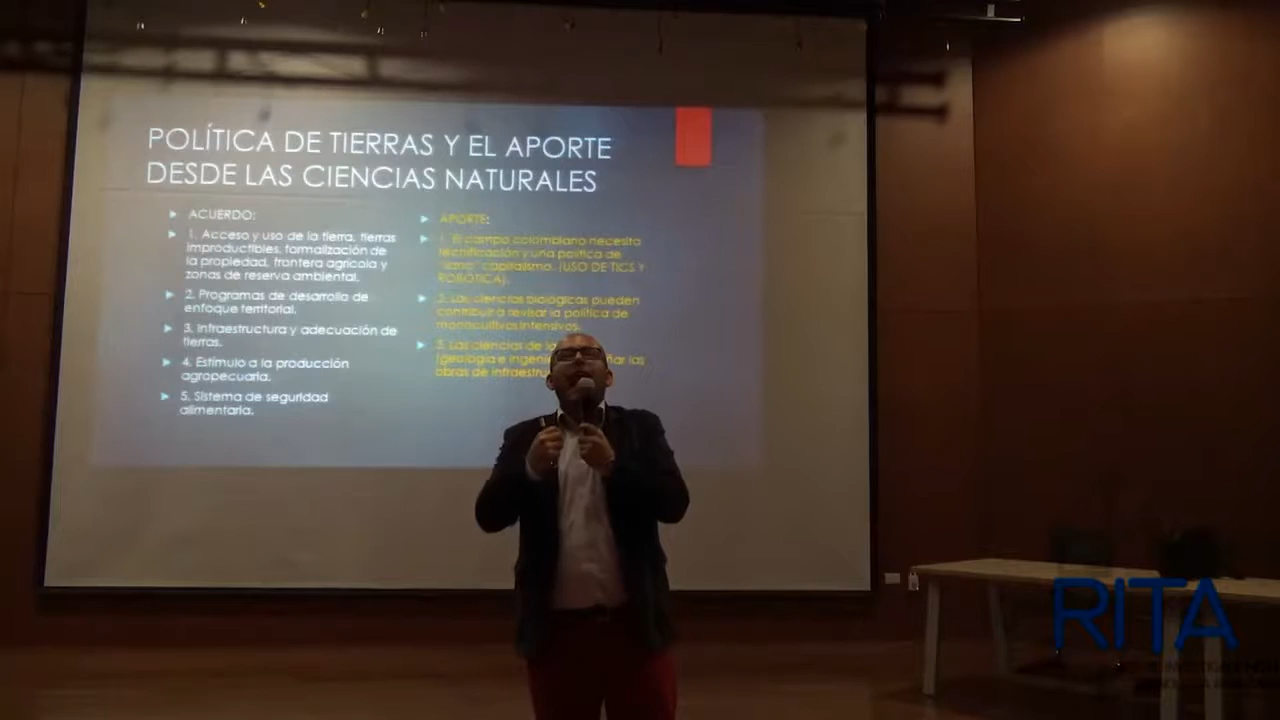 POLÍTICA DE TIERRAS Y EL APORTE
DESDE LAS CIENCIAS NATURALES
ACUERDO:
1. Acceso y uso de la tierra, tierras
improductibles, formalización de
la propiedad, frontera agrícola y
zonas de reserva ambiental.
2. Programas de desarrollo de
enfoque territorial.
3. Infraestructura y adecuación de
tierras.
4. Estímulo a la producción
agropecuaria.
5. Sistema de seguridad
alimentaria.
APORTE:
1. El campo colombiano necesita
tecnificación y una política de
"sano" capitalismo. (USO DE TICS Y
ROBÓTICA).
2. Las ciencias biológicas pueden
contribuir a revisar la política de
monocultivos intensivos.
3. Las ciencias de la
(geología e ingenie
las
obras de infraestru
RITA